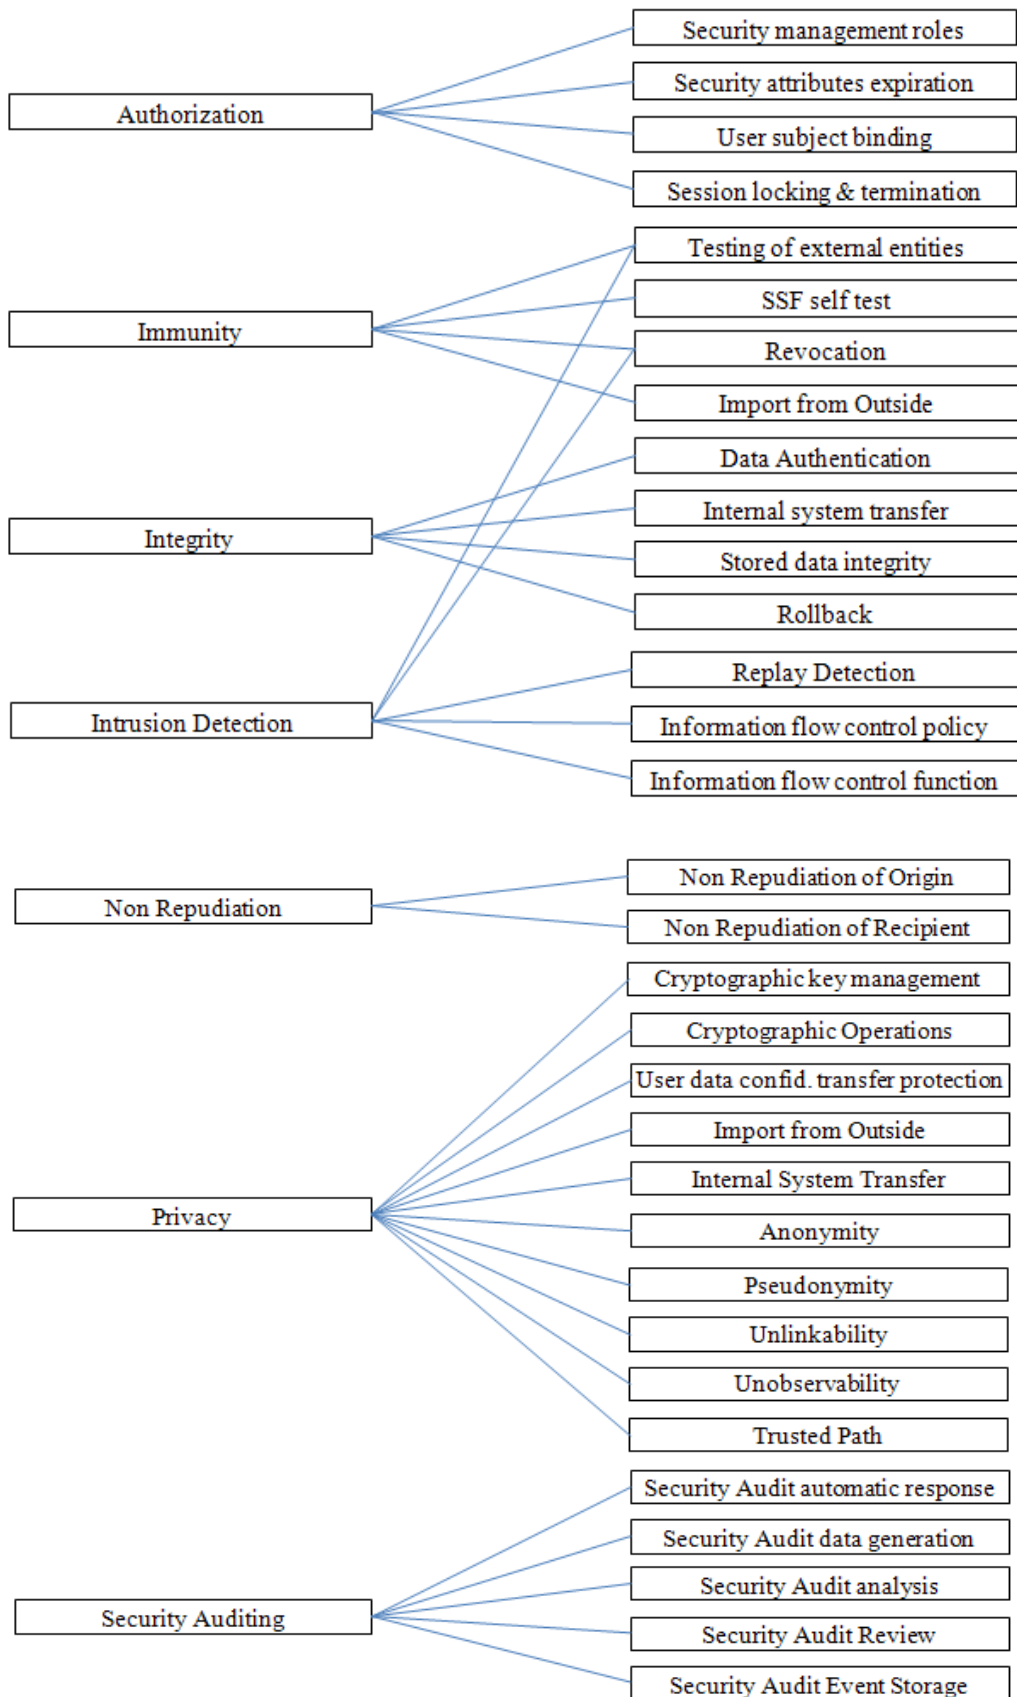 Security management roles
Security attributes expiration
Authorization
User subject binding
Session locking & termination
Testing of external entities
SSF self test
Immunity
Revocation
Import from Outside
Data Authentication
Internal system transfer
Integrity
Stored data integrity
Rollback
Replay Detection
Intrusion Detection
Information flow control policy
Information flow control function
Non Repudiation of Origin
Non Repudiation
Non Repudiation of Recipient
Cryptographic key management
Cryptographic Operations
User data confid. transfer protection
Import from Outside
Internal System Transfer
Privacy
Anonymity
Pseudonymity
Unlinkability
Unobservability
Trusted Path
Security Audit automatic response
Security Audit data generation
Security Audit analysis
Security Auditing
Security Audit Review
Security Audit Event Storage